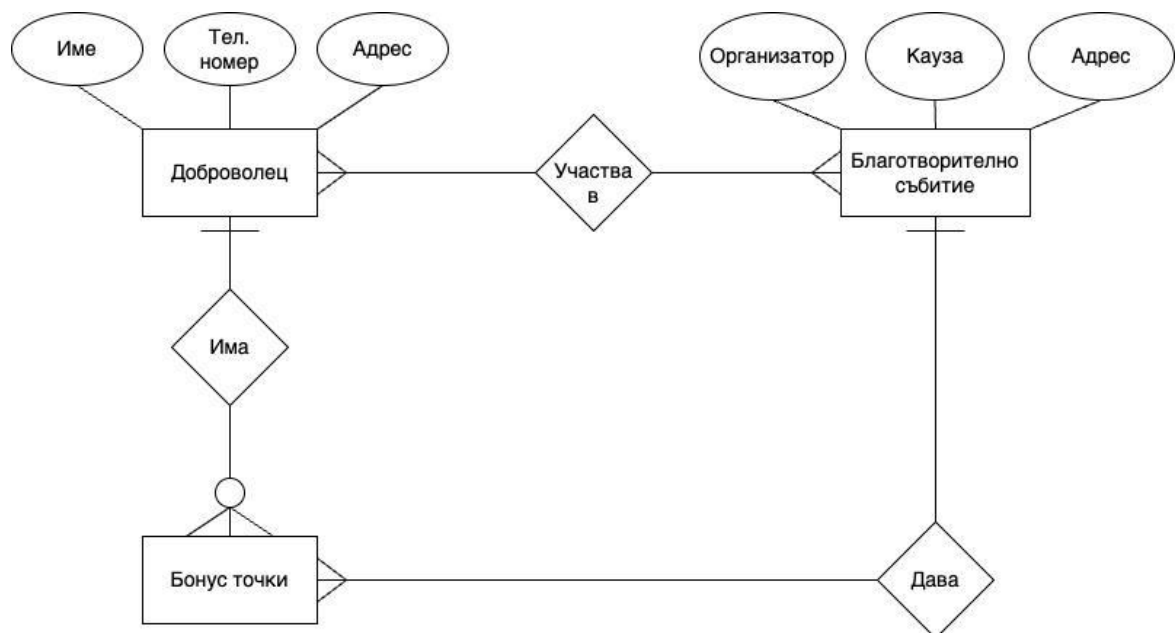 Име
Тел.
номер
Адрес
Организатор
Кауза
Адрес
Доброволец
Участва
в
Благотворително
събитие
Има
Бонус точки
Дава